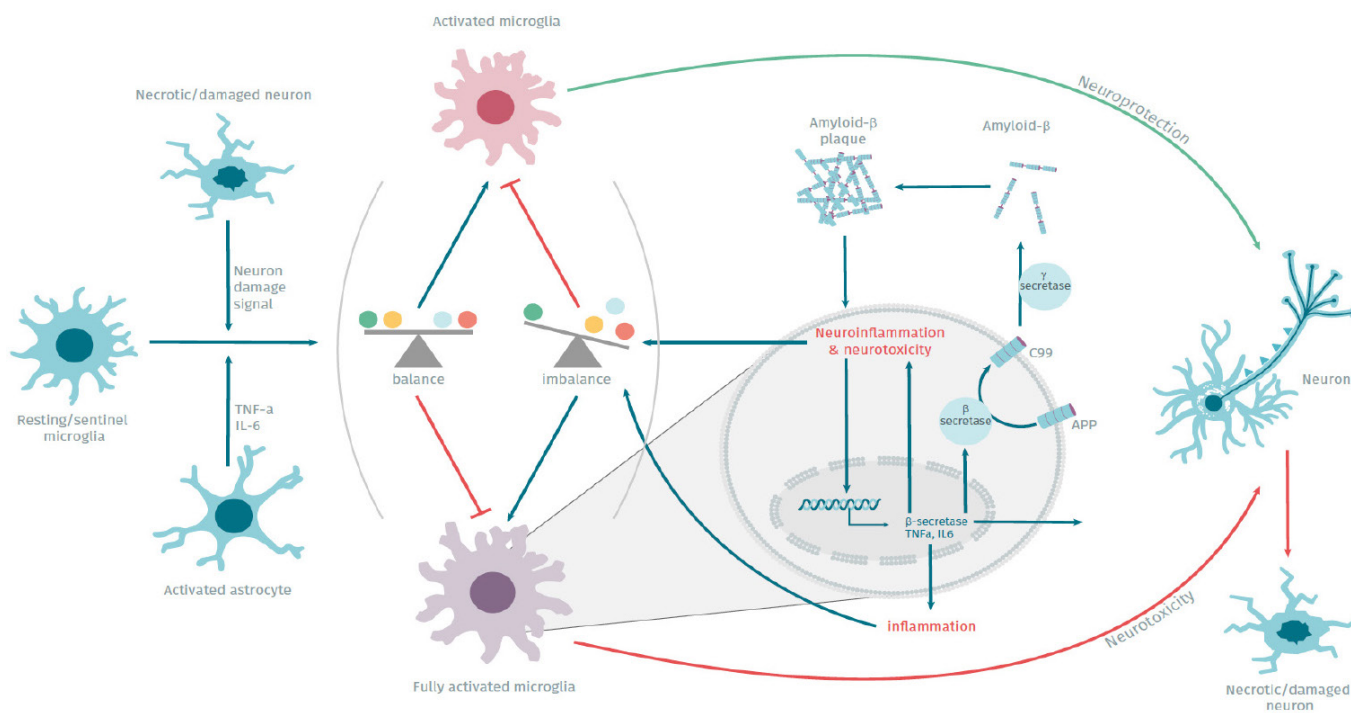 Activated microglia
Necrotic/damaged neuron
Neuroprotection
Amyloid-β
plaque
Amyloid-β
Neuron
damage
signal
γ
secretase
Neuroinflammation
& neurotoxicity
C99
balance
imbalance
Neuron
Resting/sentinel
microglia
TNF-a
IL-6
β
secretase
APP
β-secretase
TNFa, IL6
Activated astrocyte
inflammation
Neurotoxicity
Fully activated microglia
Necrotic/damaged
neuron